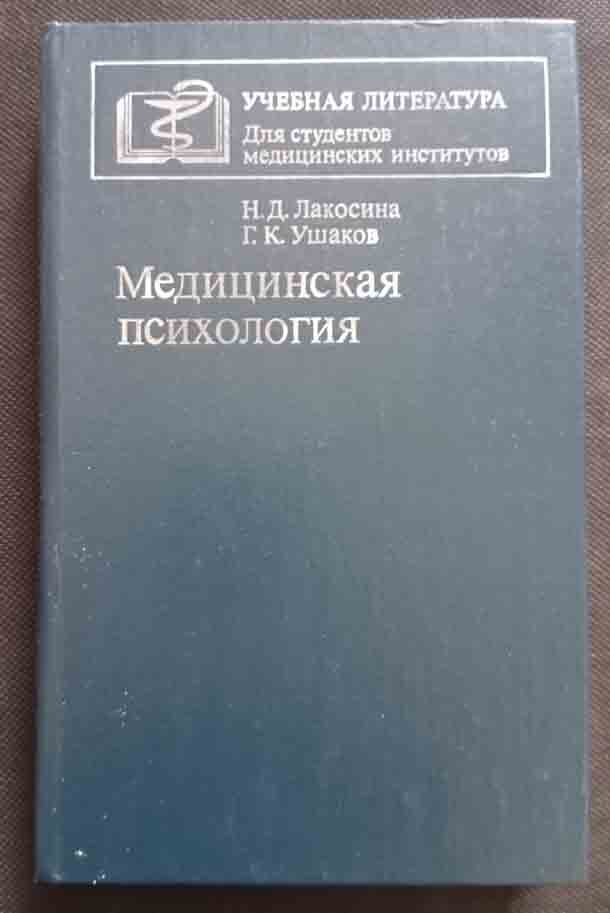 УЧЕБНАЯ ЛИТЕРАТУРА
Для студентов
медицинских институтов
Н. Д. Лакосина
Г. К. Ушаков
Медицинская
психология